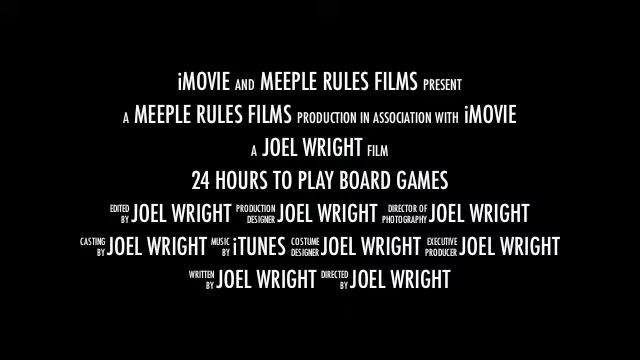 iMOVIE AND MEEPLE RULES FILMS PRESENT
A MEEPLE RULES FILMS PRODUCTION IN ASSOCIATION WITH iMOVIE
A JOEL WRIGHT FILM
24 HOURS TO PLAY BOARD GAMES
EDITED BY JOEL WRIGHT PRODUCTION DESIGNER JOEL WRIGHT DIRECTOR OF PHOTOGRAPHY JOEL WRIGHT
CASTING BY JOEL WRIGHT MUSIC BY iTUNES COSTUME DESIGNER JOEL WRIGHT EXECUTIVE PRODUCER JOEL WRIGHT
WRITTEN BY JOEL WRIGHT DIRECTED BY JOEL WRIGHT